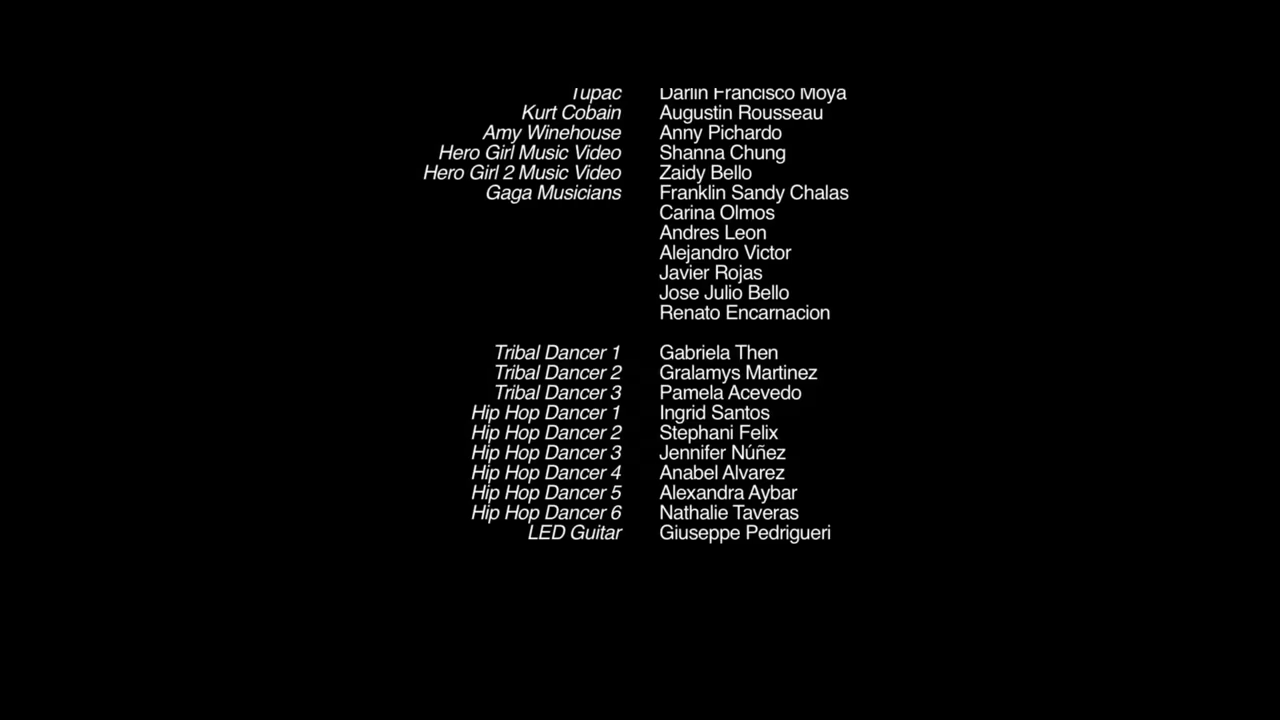 Tupac Darlin Francisco Moya
Kurt Cobain Augustin Rousseau
Amy Winehouse Anny Pichardo
Hero Girl Music Video Shanna Chung
Hero Girl 2 Music Video Zaidy Bello
Gaga Musicians Franklin Sandy Chalas
Carina Olmos
Andres Leon
Alejandro Victor
Javier Rojas
Jose Julio Bello
Renato Encarnacion
Tribal Dancer 1 Gabriela Then
Tribal Dancer 2 Gralamys Martinez
Tribal Dancer 3 Pamela Acevedo
Hip Hop Dancer 1 Ingrid Santos
Hip Hop Dancer 2 Stephani Felix
Hip Hop Dancer 3 Jennifer Núñez
Hip Hop Dancer 4 Anabel Alvarez
Hip Hop Dancer 5 Alexandra Aybar
Hip Hop Dancer 6 Nathalie Taveras
LED Guitar Giuseppe Pedrigueri